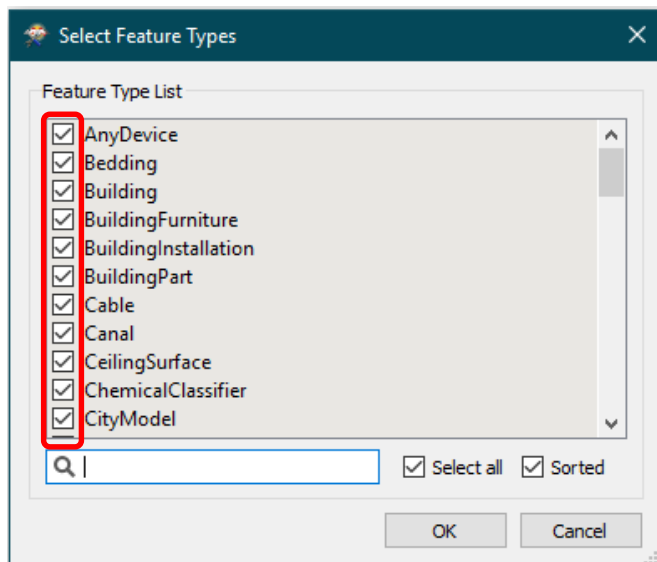 Select Feature Types
Feature Type List
AnyDevice
Bedding
Building
BuildingFurniture
BuildingInstallation
BuildingPart
Cable
Canal
CeilingSurface
ChemicalClassifier
CityModel
Select all Sorted
OK Cancel